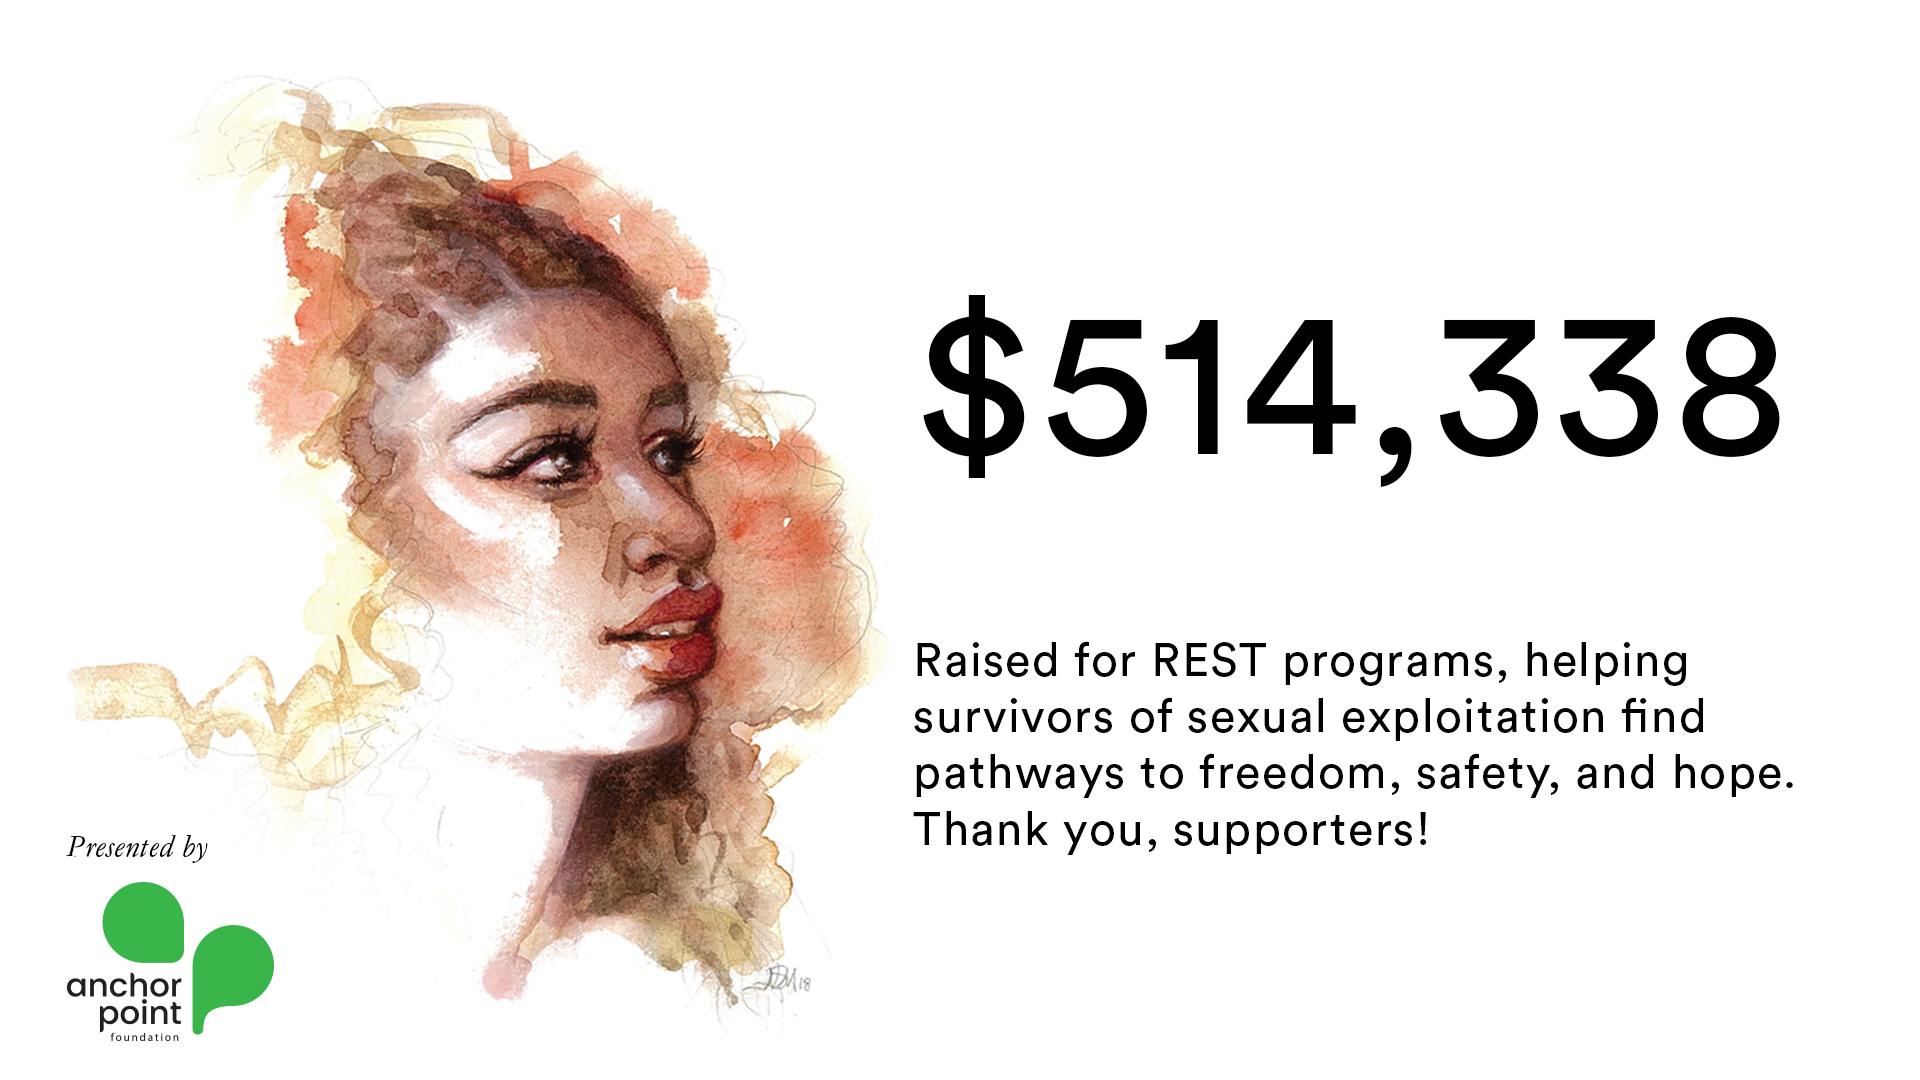 $514,338
Raised for REST programs, helping
survivors of sexual exploitation find
pathways to freedom, safety, and hope.
Thank you, supporters!
Presented by
anchor
point
foundation